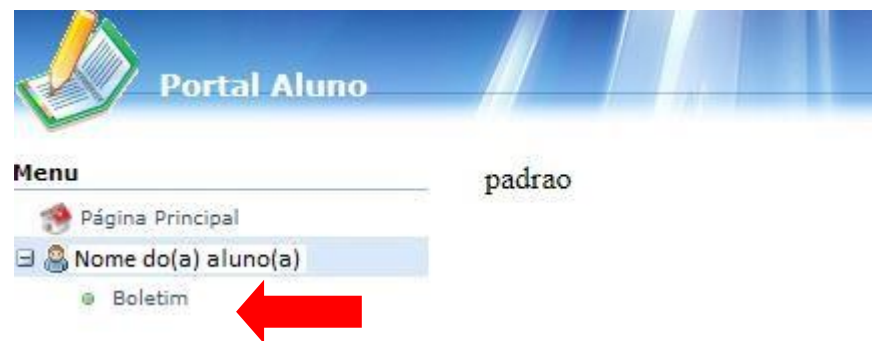 Portal Aluno
Menu
padrao
Página Principal
Nome do(a) aluno(a)
Boletim